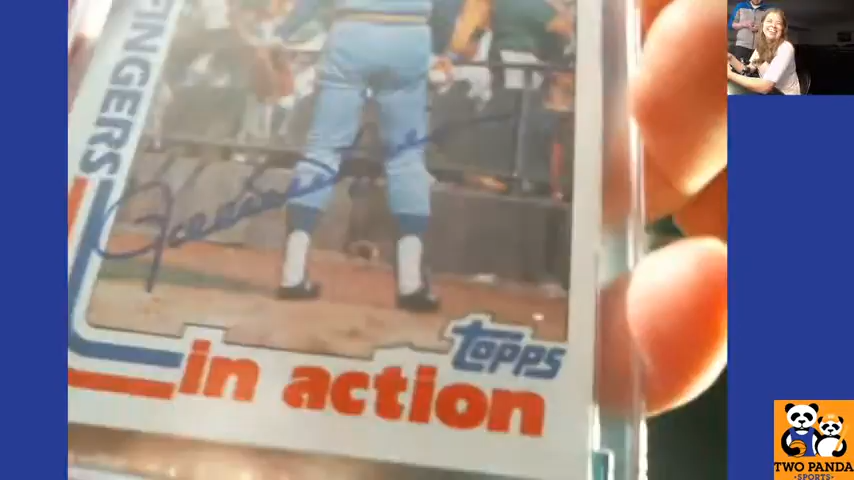 FINGERS
topps
in action
TWO PANDA
-SPORTS-